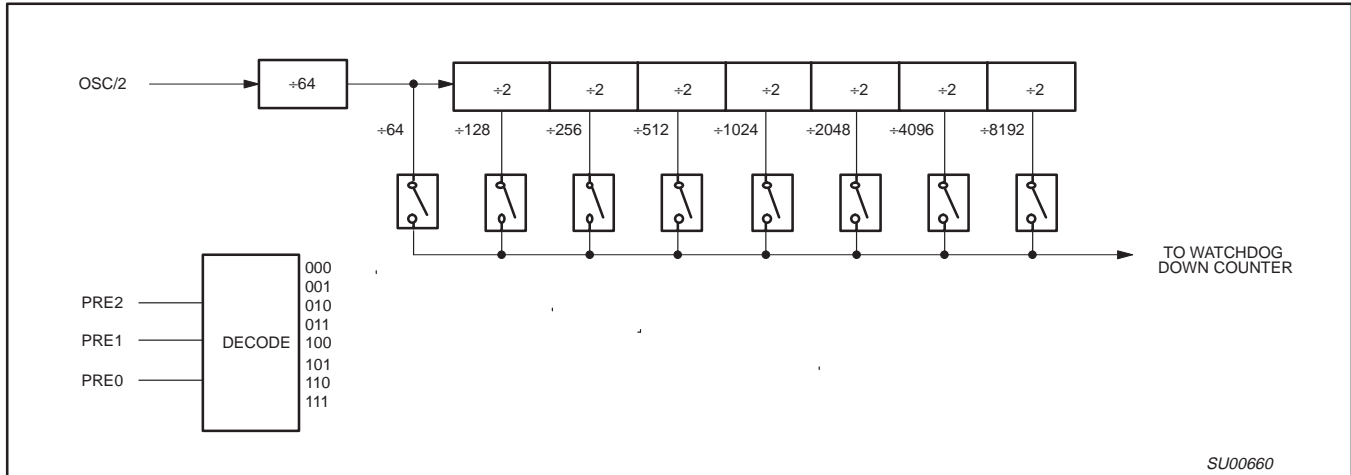 OSC/2
÷64
÷2 ÷2 ÷2 ÷2 ÷2 ÷2 ÷2
÷64 ÷128 ÷256 ÷512 ÷1024 ÷2048 ÷4096 ÷8192
TO WATCHDOG
DOWN COUNTER
PRE2
PRE1
PRE0
DECODE
000
001
010
011
100
101
110
111
SU00660